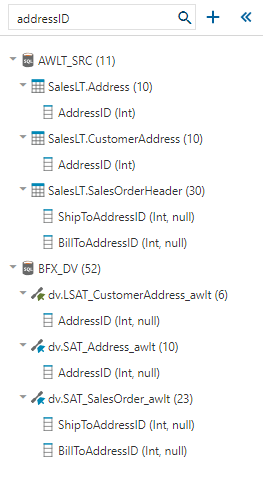 addressID
AWLT_SRC (11)
SalesLT.Address (10)
AddressID (Int)
SalesLT.CustomerAddress (10)
AddressID (Int)
SalesLT.SalesOrderHeader (30)
ShipToAddressID (Int, null)
BillToAddressID (Int, null)
BFX_DV (52)
dv.LSAT_CustomerAddress_awlt (6)
AddressID (Int, null)
dv.SAT_Address_awlt (10)
AddressID (Int, null)
dv.SAT_SalesOrder_awlt (23)
ShipToAddressID (Int, null)
BillToAddressID (Int, null)